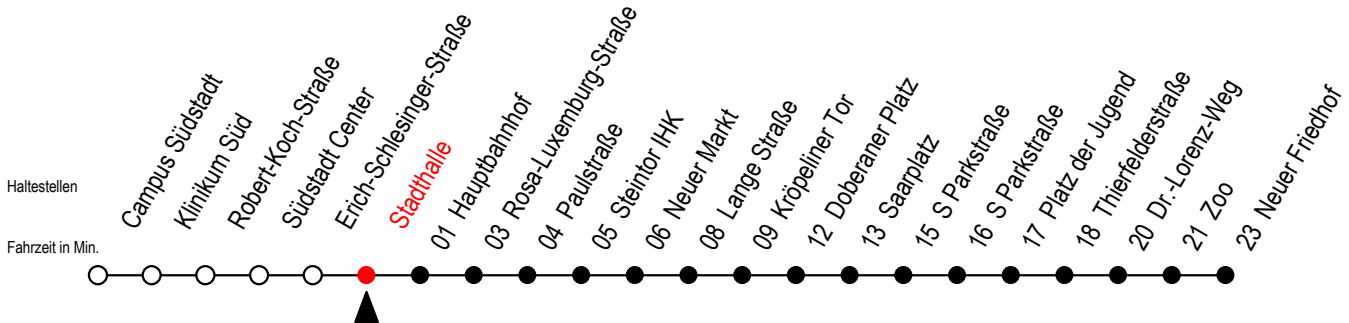 Haltestellen
Fahrzeit in Min.
Campus Südstadt
Klinikum Süd
Robert-Koch-Straße
Südstadt Center
Erich-Schlesinger-Straße
Stadthalle
01 Hauptbahnhof
03 Rosa-Luxemburg-Straße
04 Paulstraße
05 Steintor IHK
06 Neuer Markt
08 Lange Straße
09 Kröpeliner Tor
12 Doberaner Platz
13 Saarplatz
15 S Parkstraße
16 S Parkstraße
17 Platz der Jugend
18 Thierfelderstraße
20 Dr.-Lorenz-Weg
21 Zoo
23 Neuer Friedhof